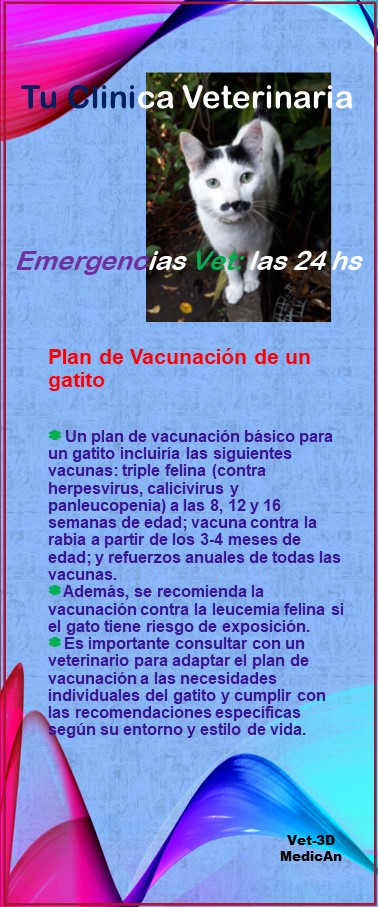 Tu Clinica Veterinaria
Emergencias Vet: las 24 hs
Plan de Vacunación de un
gatito
Un plan de vacunación básico para
un gatito incluiría las siguientes
vacunas: triple felina (contra
herpesvirus, calicivirus y
panleucopenia) a las 8, 12 y 16
semanas de edad; vacuna contra la
rabia a partir de los 3-4 meses de
edad; y refuerzos anuales de todas las
vacunas.
Además, se recomienda la
vacunación contra la leucemia felina si
el gato tiene riesgo de exposición.
Es importante consultar con un
veterinario para adaptar el plan de
vacunación a las necesidades
individuales del gatito y cumplir con
las recomendaciones específicas
según su entorno y estilo de vida.
Vet-3D
MedicAn